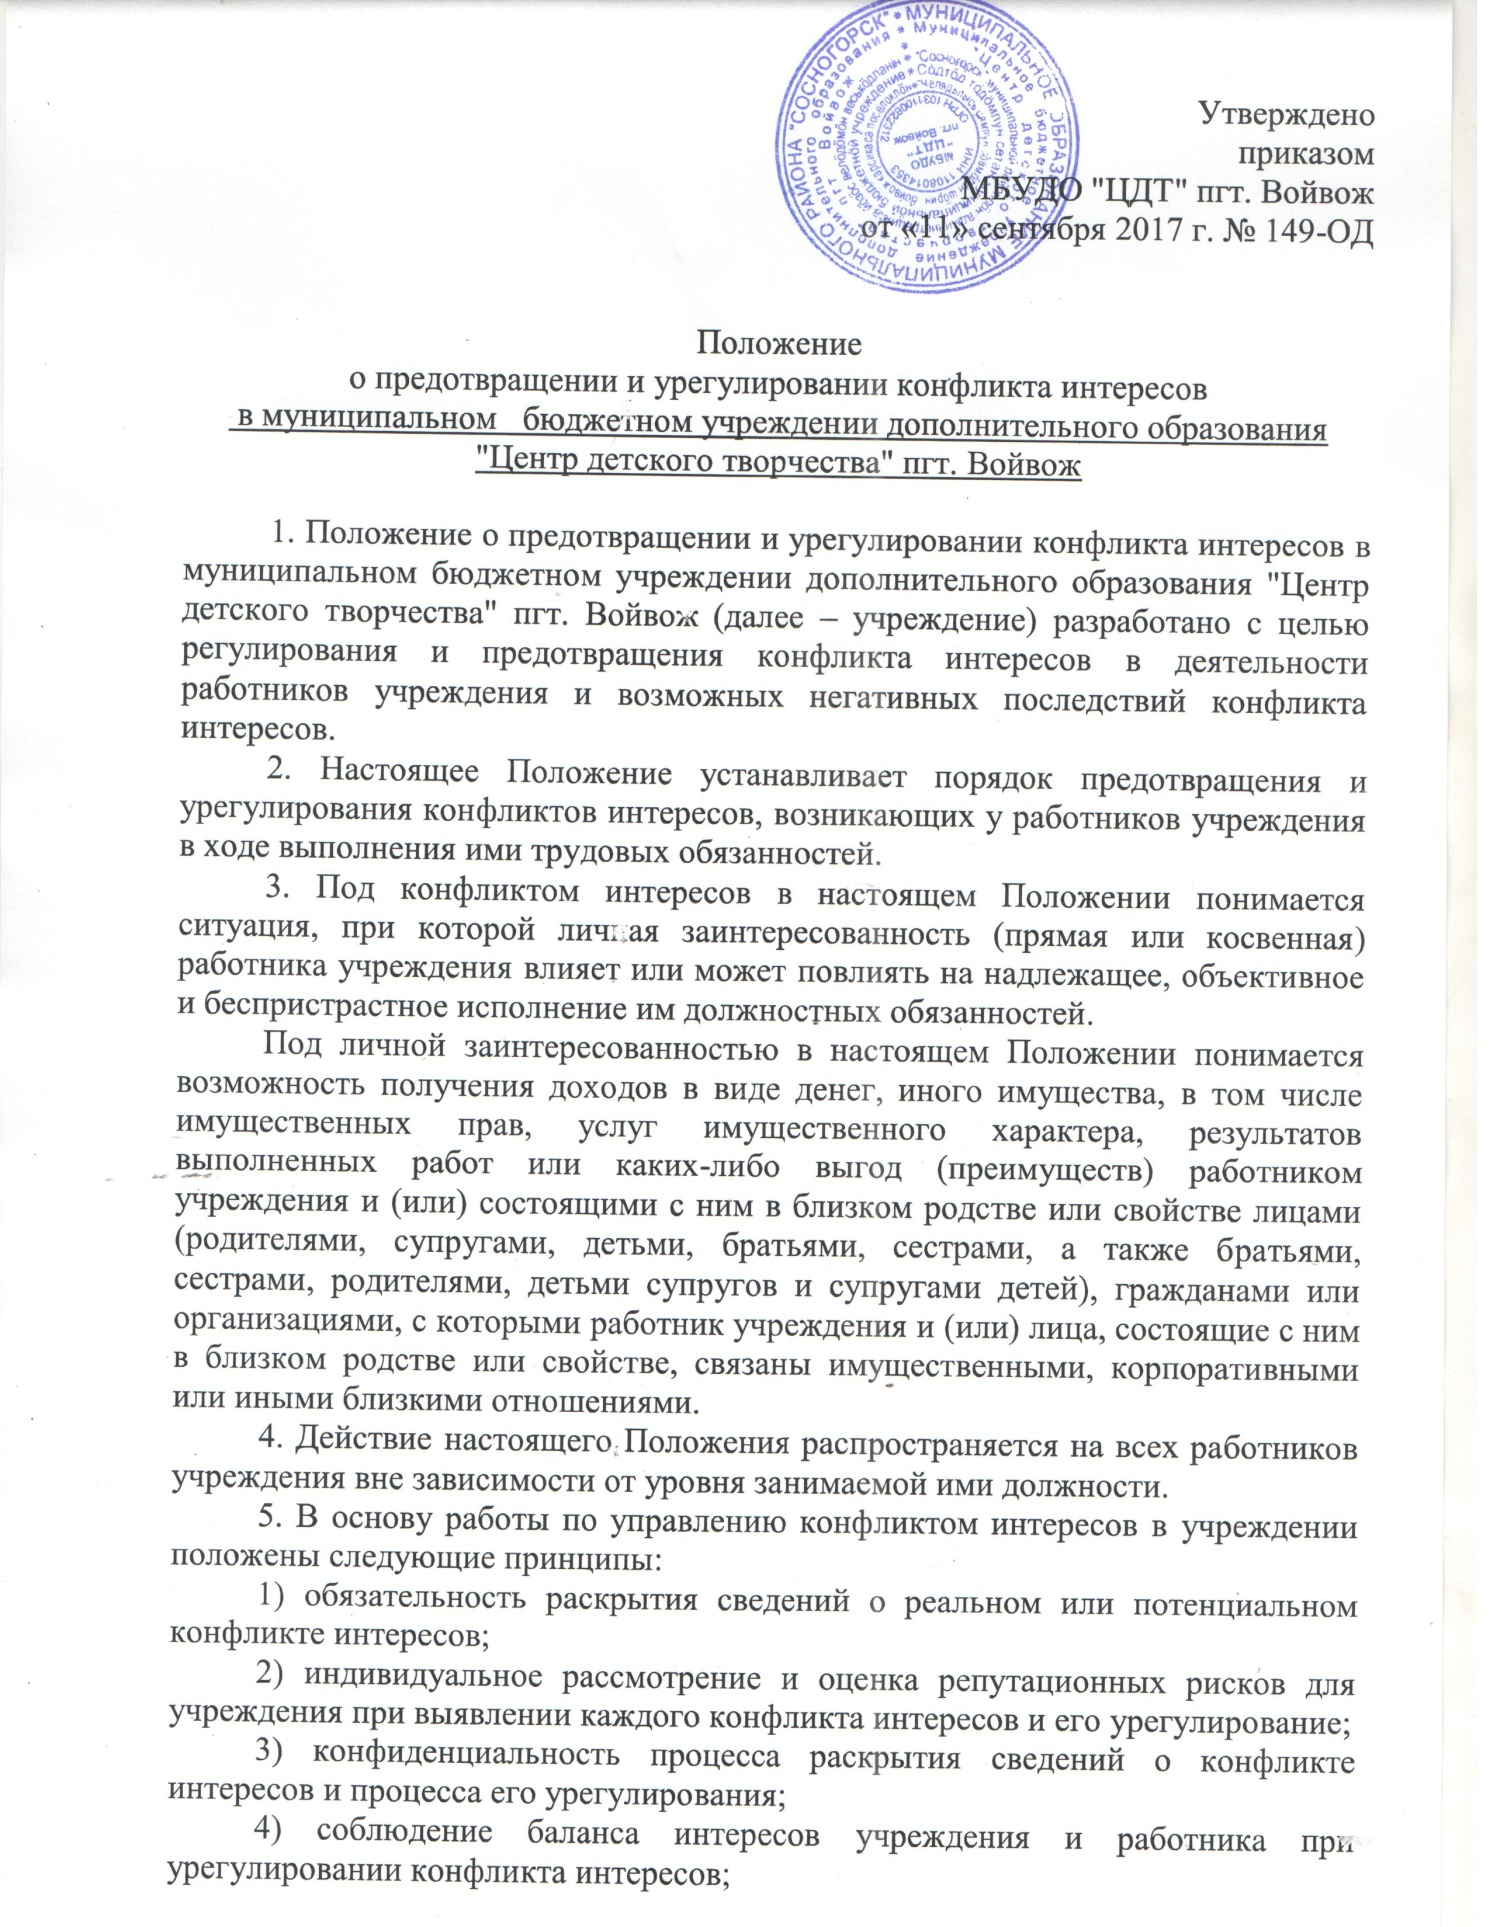 Утверждено
приказом
МБУДО "ЦДТ" пгт. Войвож
от «11» сентября 2017 г. № 149-ОД
МУНИЦИПАЛЬНОЕ ОБРАЗОВАНИЕ МУНИЦИПАЛЬНОГО РАЙОНА "СОСНОГОРСК"
МБУДО
"ЦДТ"
пгт. Войвож
Положение
о предотвращении и урегулировании конфликта интересов
в муниципальном бюджетном учреждении дополнительного образования
"Центр детского творчества" пгт. Войвож
1. Положение о предотвращении и урегулировании конфликта интересов в
муниципальном бюджетном учреждении дополнительного образования "Центр
детского творчества" пгт. Войвож (далее – учреждение) разработано с целью
регулирования и предотвращения конфликта интересов в деятельности
работников учреждения и возможных негативных последствий конфликта
интересов.
2. Настоящее Положение устанавливает порядок предотвращения и
урегулирования конфликтов интересов, возникающих у работников учреждения
в ходе выполнения ими трудовых обязанностей.
3. Под конфликтом интересов в настоящем Положении понимается
ситуация, при которой личная заинтересованность (прямая или косвенная)
работника учреждения влияет или может повлиять на надлежащее, объективное
и беспристрастное исполнение им должностных обязанностей.
Под личной заинтересованностью в настоящем Положении понимается
возможность получения доходов в виде денег, иного имущества, в том числе
имущественных прав, услуг имущественного характера, результатов
выполненных работ или каких-либо выгод (преимуществ) работником
учреждения и (или) состоящими с ним в близком родстве или свойстве лицами
(родителями, супругами, детьми, братьями, сестрами, а также братьями,
сестрами, родителями, детьми супругов и супругами детей), гражданами или
организациями, с которыми работник учреждения и (или) лица, состоящие с ним
в близком родстве или свойстве, связаны имущественными, корпоративными
или иными близкими отношениями.
4. Действие настоящего Положения распространяется на всех работников
учреждения вне зависимости от уровня занимаемой ими должности.
5. В основу работы по управлению конфликтом интересов в учреждении
положены следующие принципы:
1) обязательность раскрытия сведений о реальном или потенциальном
конфликте интересов;
2) индивидуальное рассмотрение и оценка репутационных рисков для
учреждения при выявлении каждого конфликта интересов и его урегулирование;
3) конфиденциальность процесса раскрытия сведений о конфликте
интересов и процесса его урегулирования;
4) соблюдение баланса интересов учреждения и работника при
урегулировании конфликта интересов;